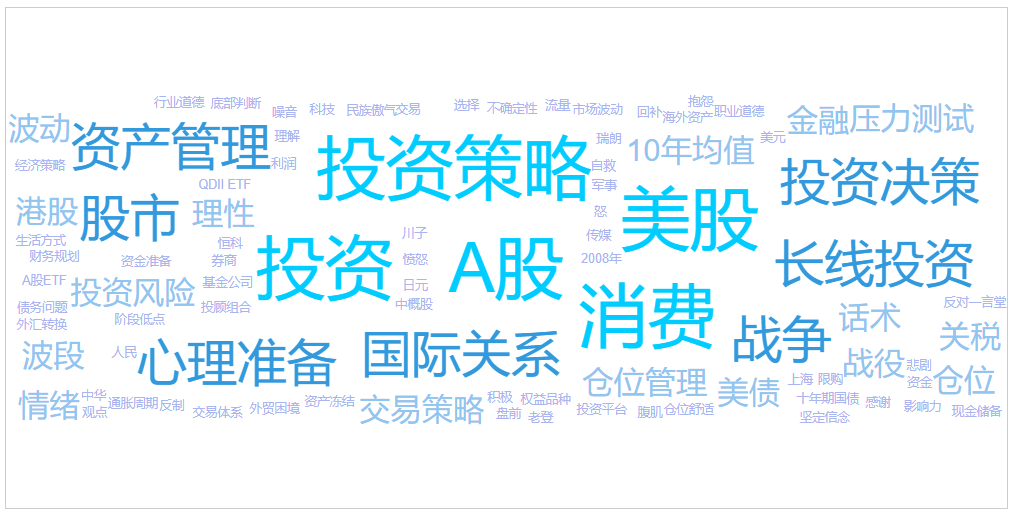 行业道德
底部判断
噪音
科技
民族傲气交易
选择
不确定性
流量
市场波动
回补
抱怨
海外资产
职业道德
波动
资产管理
理解
投资策略
瑞朗
10年均值
美元
金融压力测试
经济策略
利润
自救
投资决策
QDII ETF
军事
港股
股市
理性
怒
美股
生活方式
财务规划
恒科
川子
传媒
资金准备
券商
投资
A股
愤怒
2008年
长线投资
A股ETF
投资风险
基金公司
日元
消费
债务问题
投顾组合
中概股
反对一言堂
外汇转换
阶段低点
话术
波段
人民
心理准备
国际关系
战争
关税
战役
悲剧
上海
限购
资金
仓位
情绪
中华
观点
通胀周期
反制
交易体系
外贸困境
资产冻结
交易策略
积极
权益品种
盘前
老登
仓位管理
投资平台
腹肌
仓位舒适
美债
十年期国债
感谢
坚定信念
影响力
现金储备